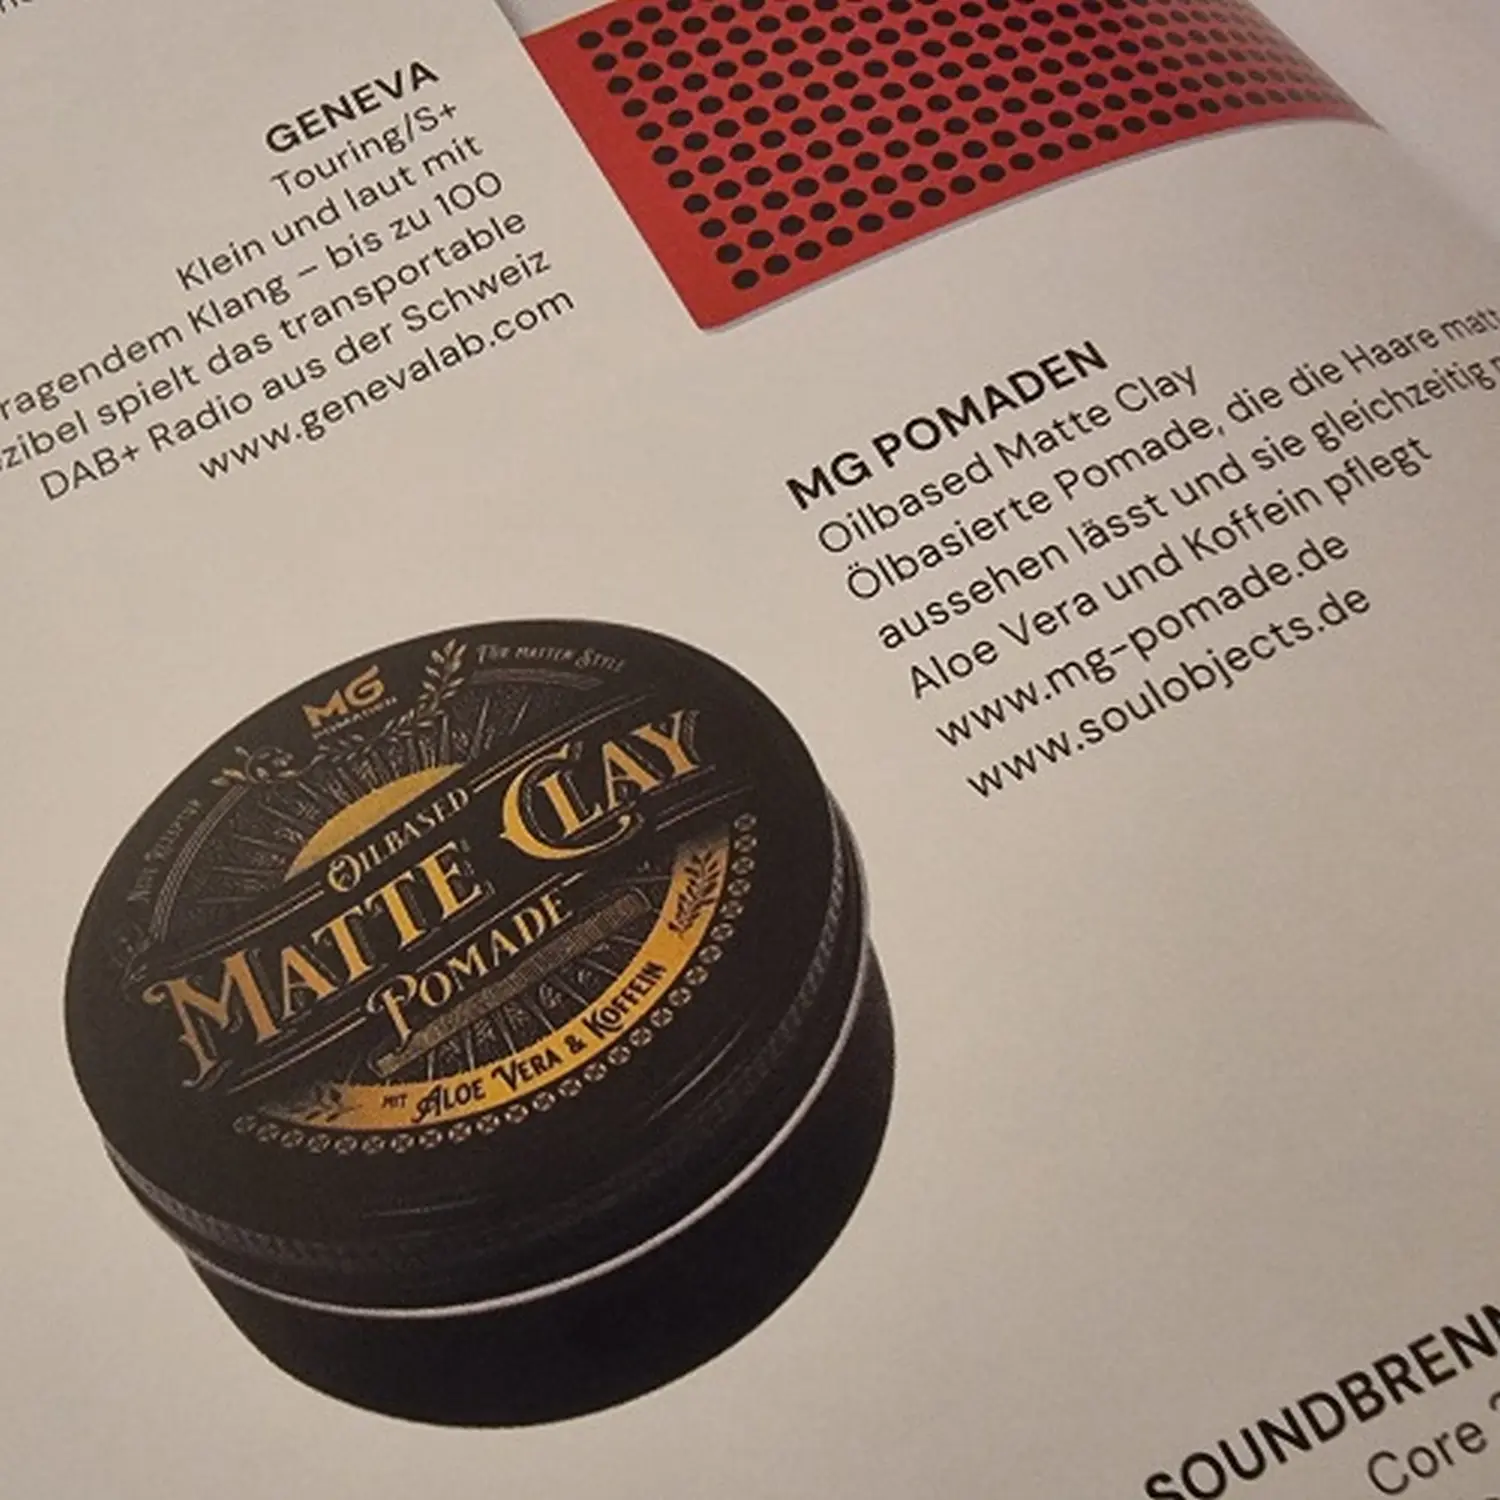 GENEVA
Touring/S+
Klein und laut mit
ragendem Klang – bis zu 100
zibel spielt das transportable
DAB+ Radio aus der Schweiz
www.genevalab.com
MG POMADEN
Oilbased Matte Clay
Ölbasierte Pomade, die die Haare matt
aussehen lässt und sie gleichzeitig
Aloe Vera und Koffein pflegt
www.mg-pomade.de
www.soulobjects.de
MG
POMADEN
FÜR MATTEN STYLE
OILBASED
MATTE CLAY
POMADE
MIT ALOE VERA & KOFFEIN
SOUNDBRENN
Core